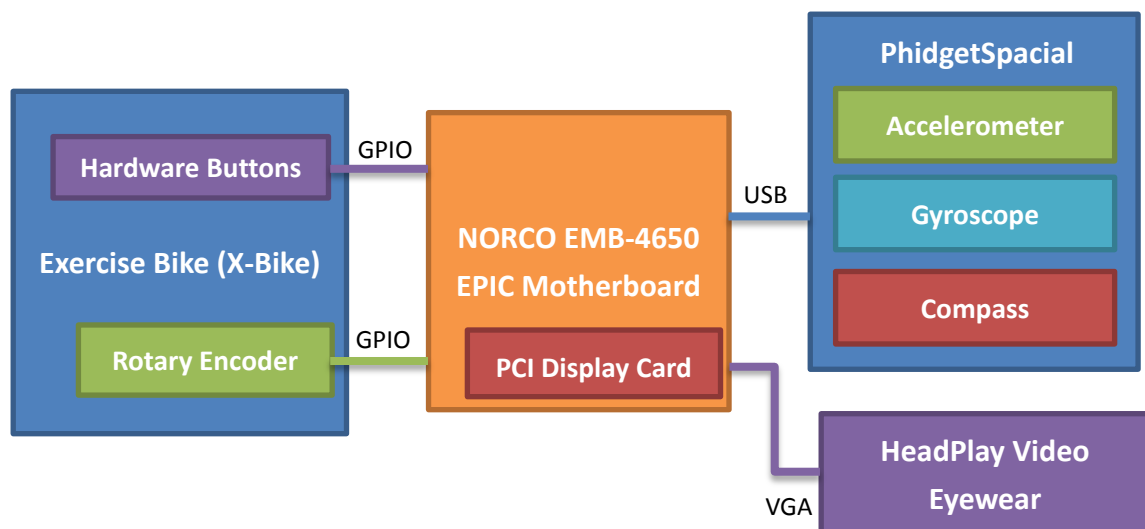 PhidgetSpacial
Accelerometer
Gyroscope
Compass
Hardware Buttons
Exercise Bike (X-Bike)
Rotary Encoder
GPIO
GPIO
NORCO EMB-4650
EPIC Motherboard
PCI Display Card
USB
VGA
HeadPlay Video
Eyewear